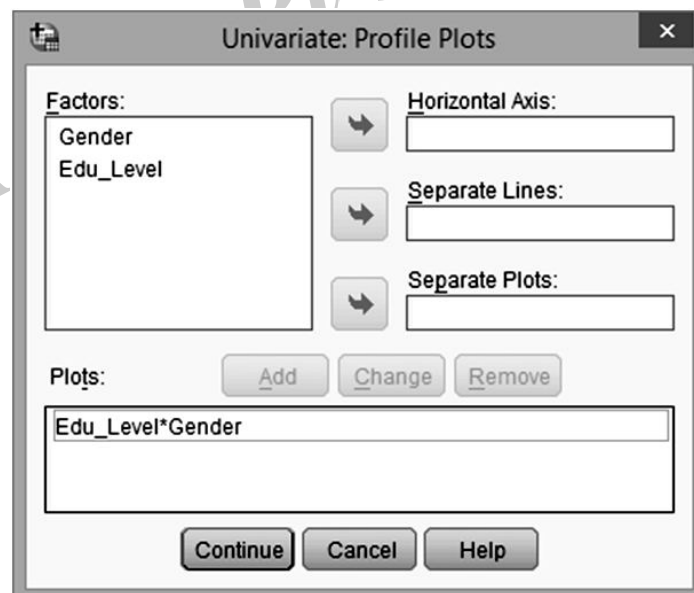 Univariate: Profile Plots
Factors:
Gender
Edu_Level
Horizontal Axis:
Separate Lines:
Separate Plots:
Plots:
Add Change Remove
Edu_Level*Gender
Continue Cancel Help